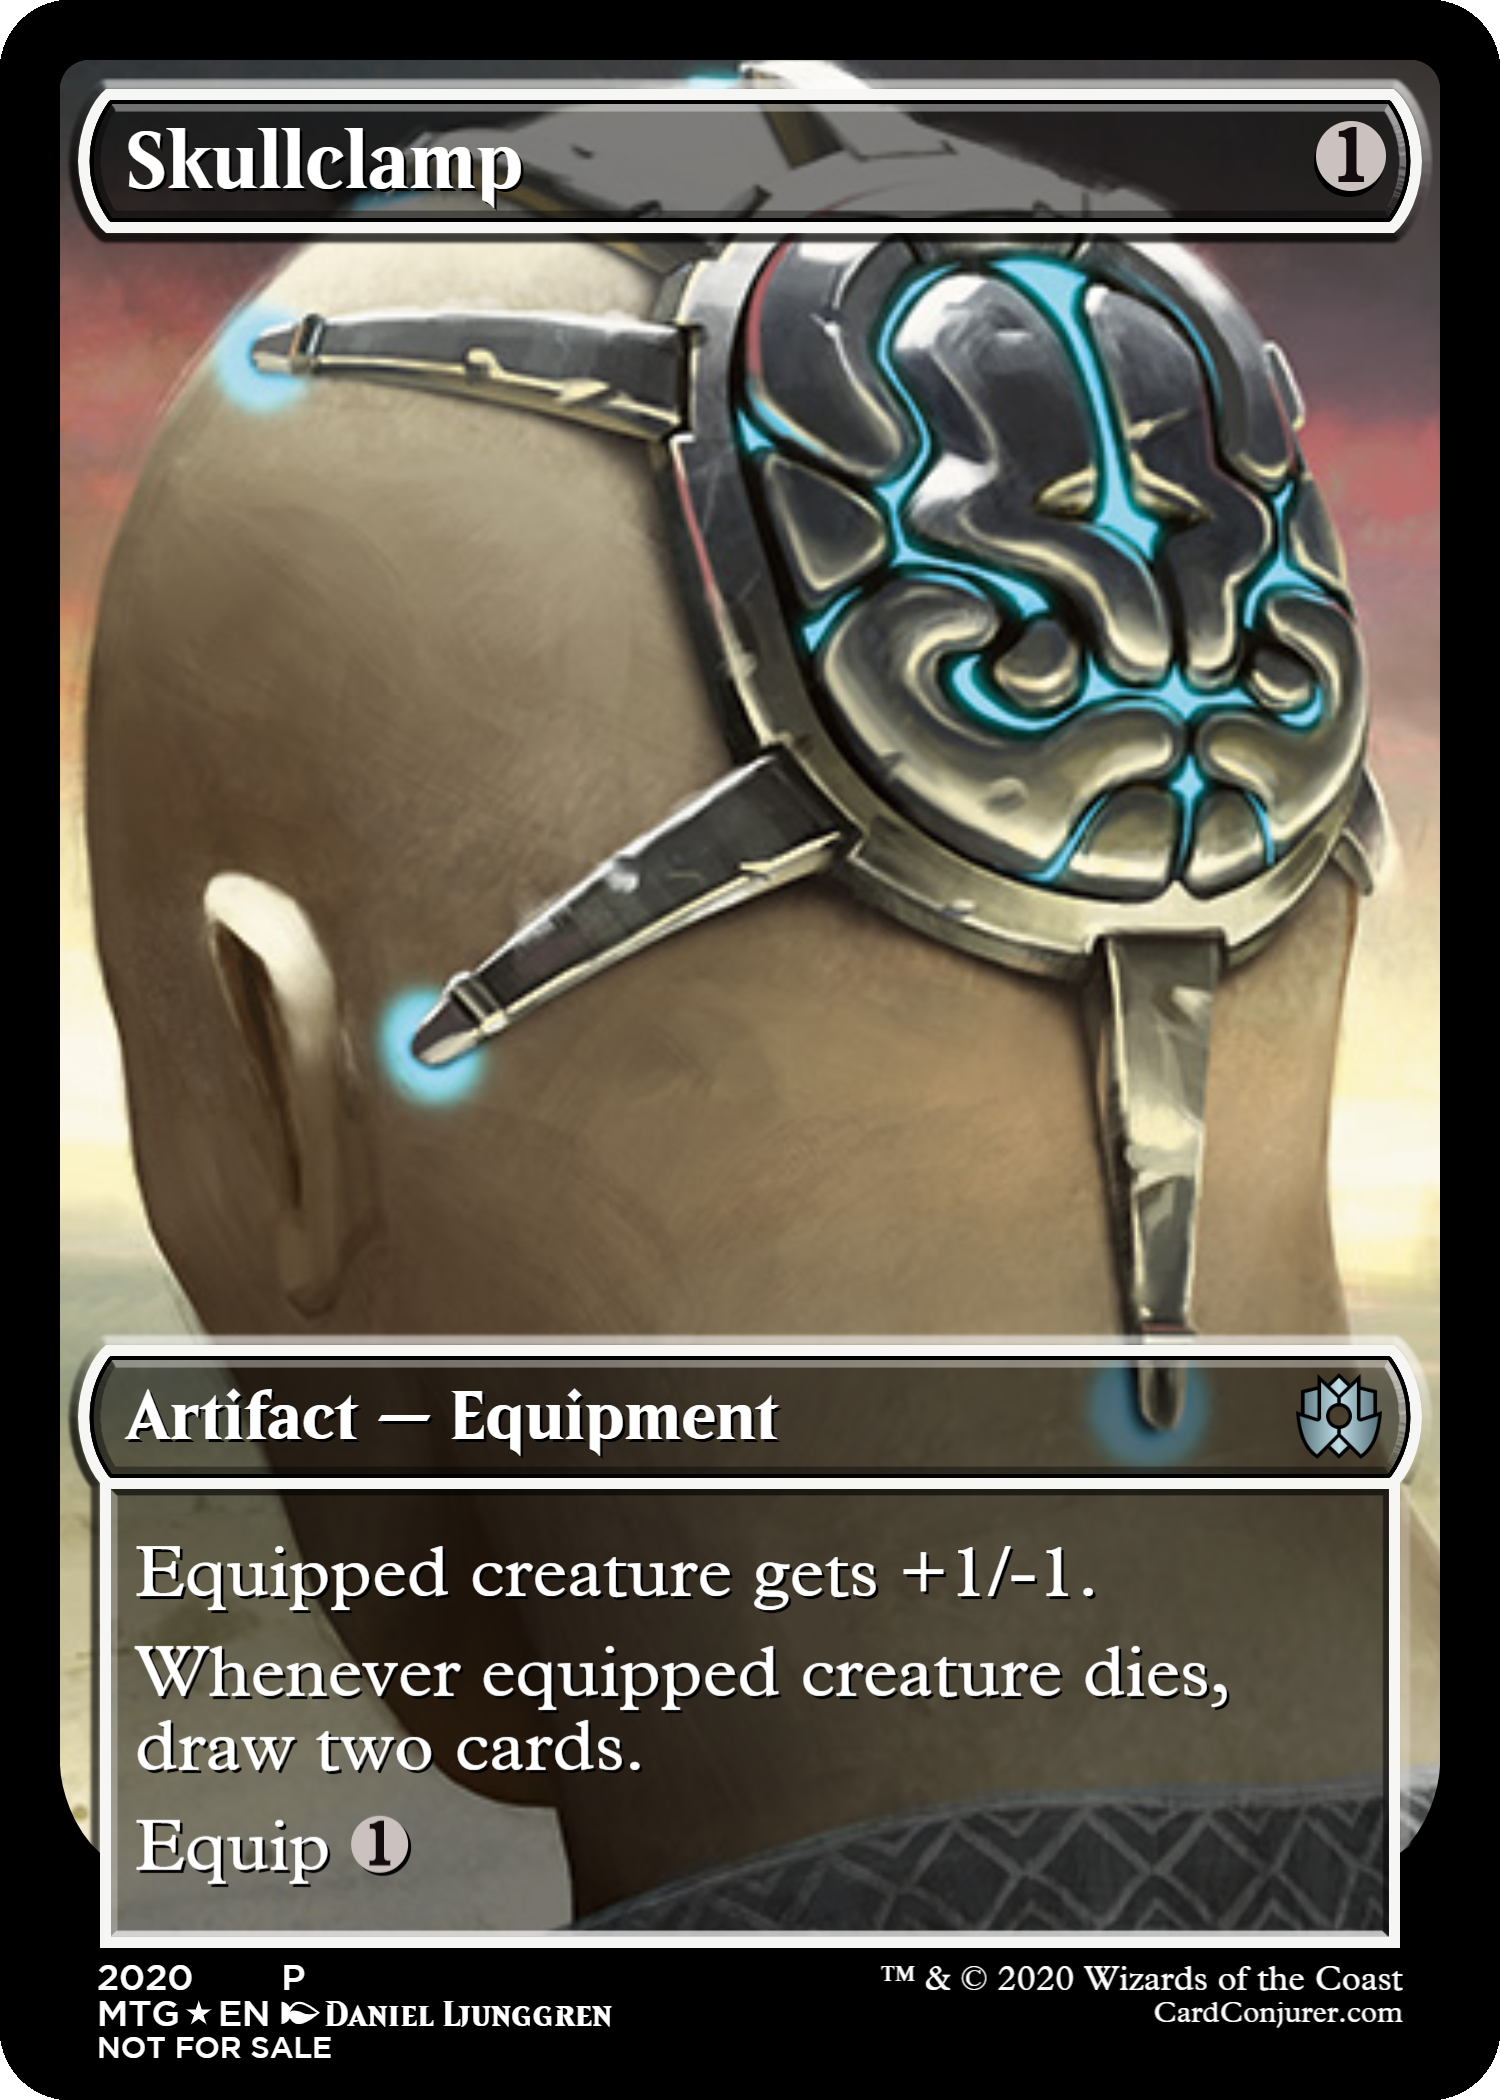 Skullclamp 1
Artifact — Equipment
Equipped creature gets +1/-1.
Whenever equipped creature dies,
draw two cards.
Equip 1
2020 P
MTG★EN DANIEL LJUNGGREN
NOT FOR SALE
™ & © 2020 Wizards of the Coast
CardConjurer.com